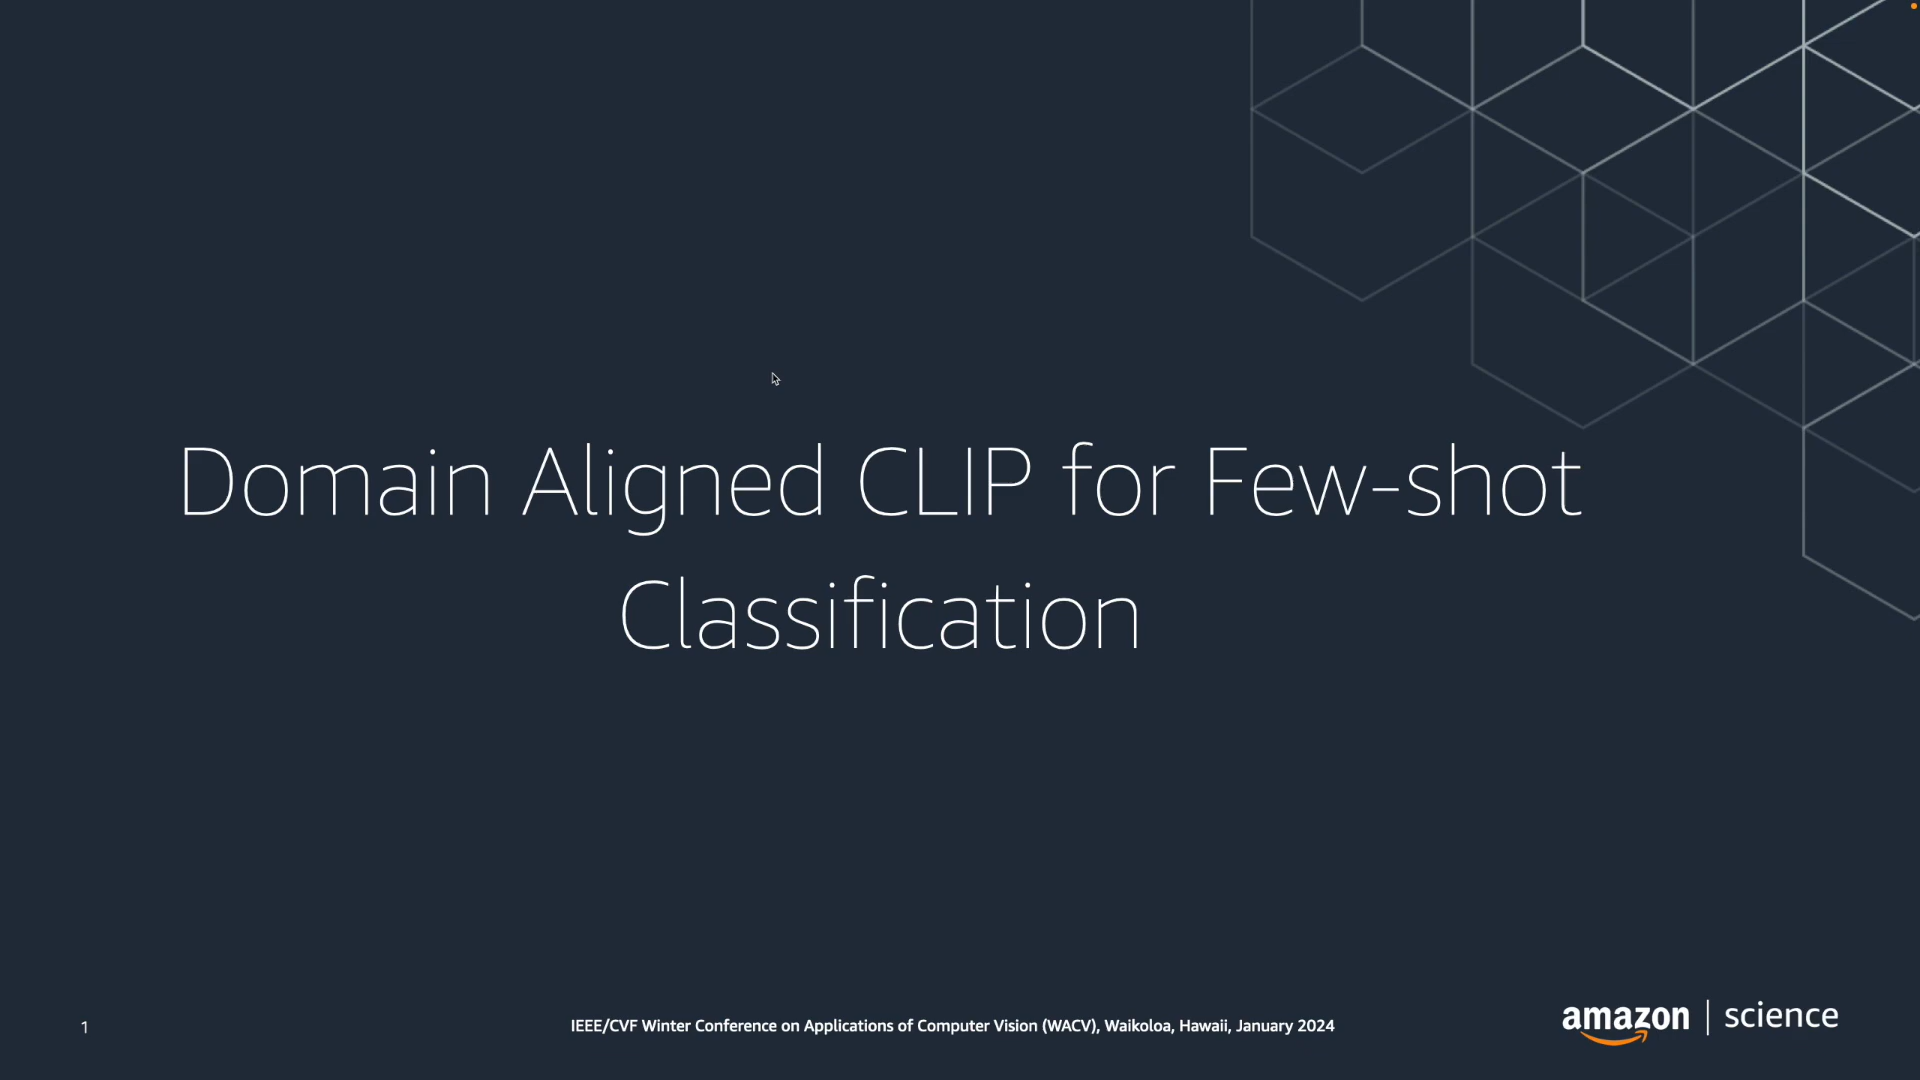 Domain Aligned CLIP for Few-shot
Classification
1
IEEE/CVF Winter Conference on Applications of Computer Vision (WACV), Waikoloa, Hawaii, January 2024
amazon | science